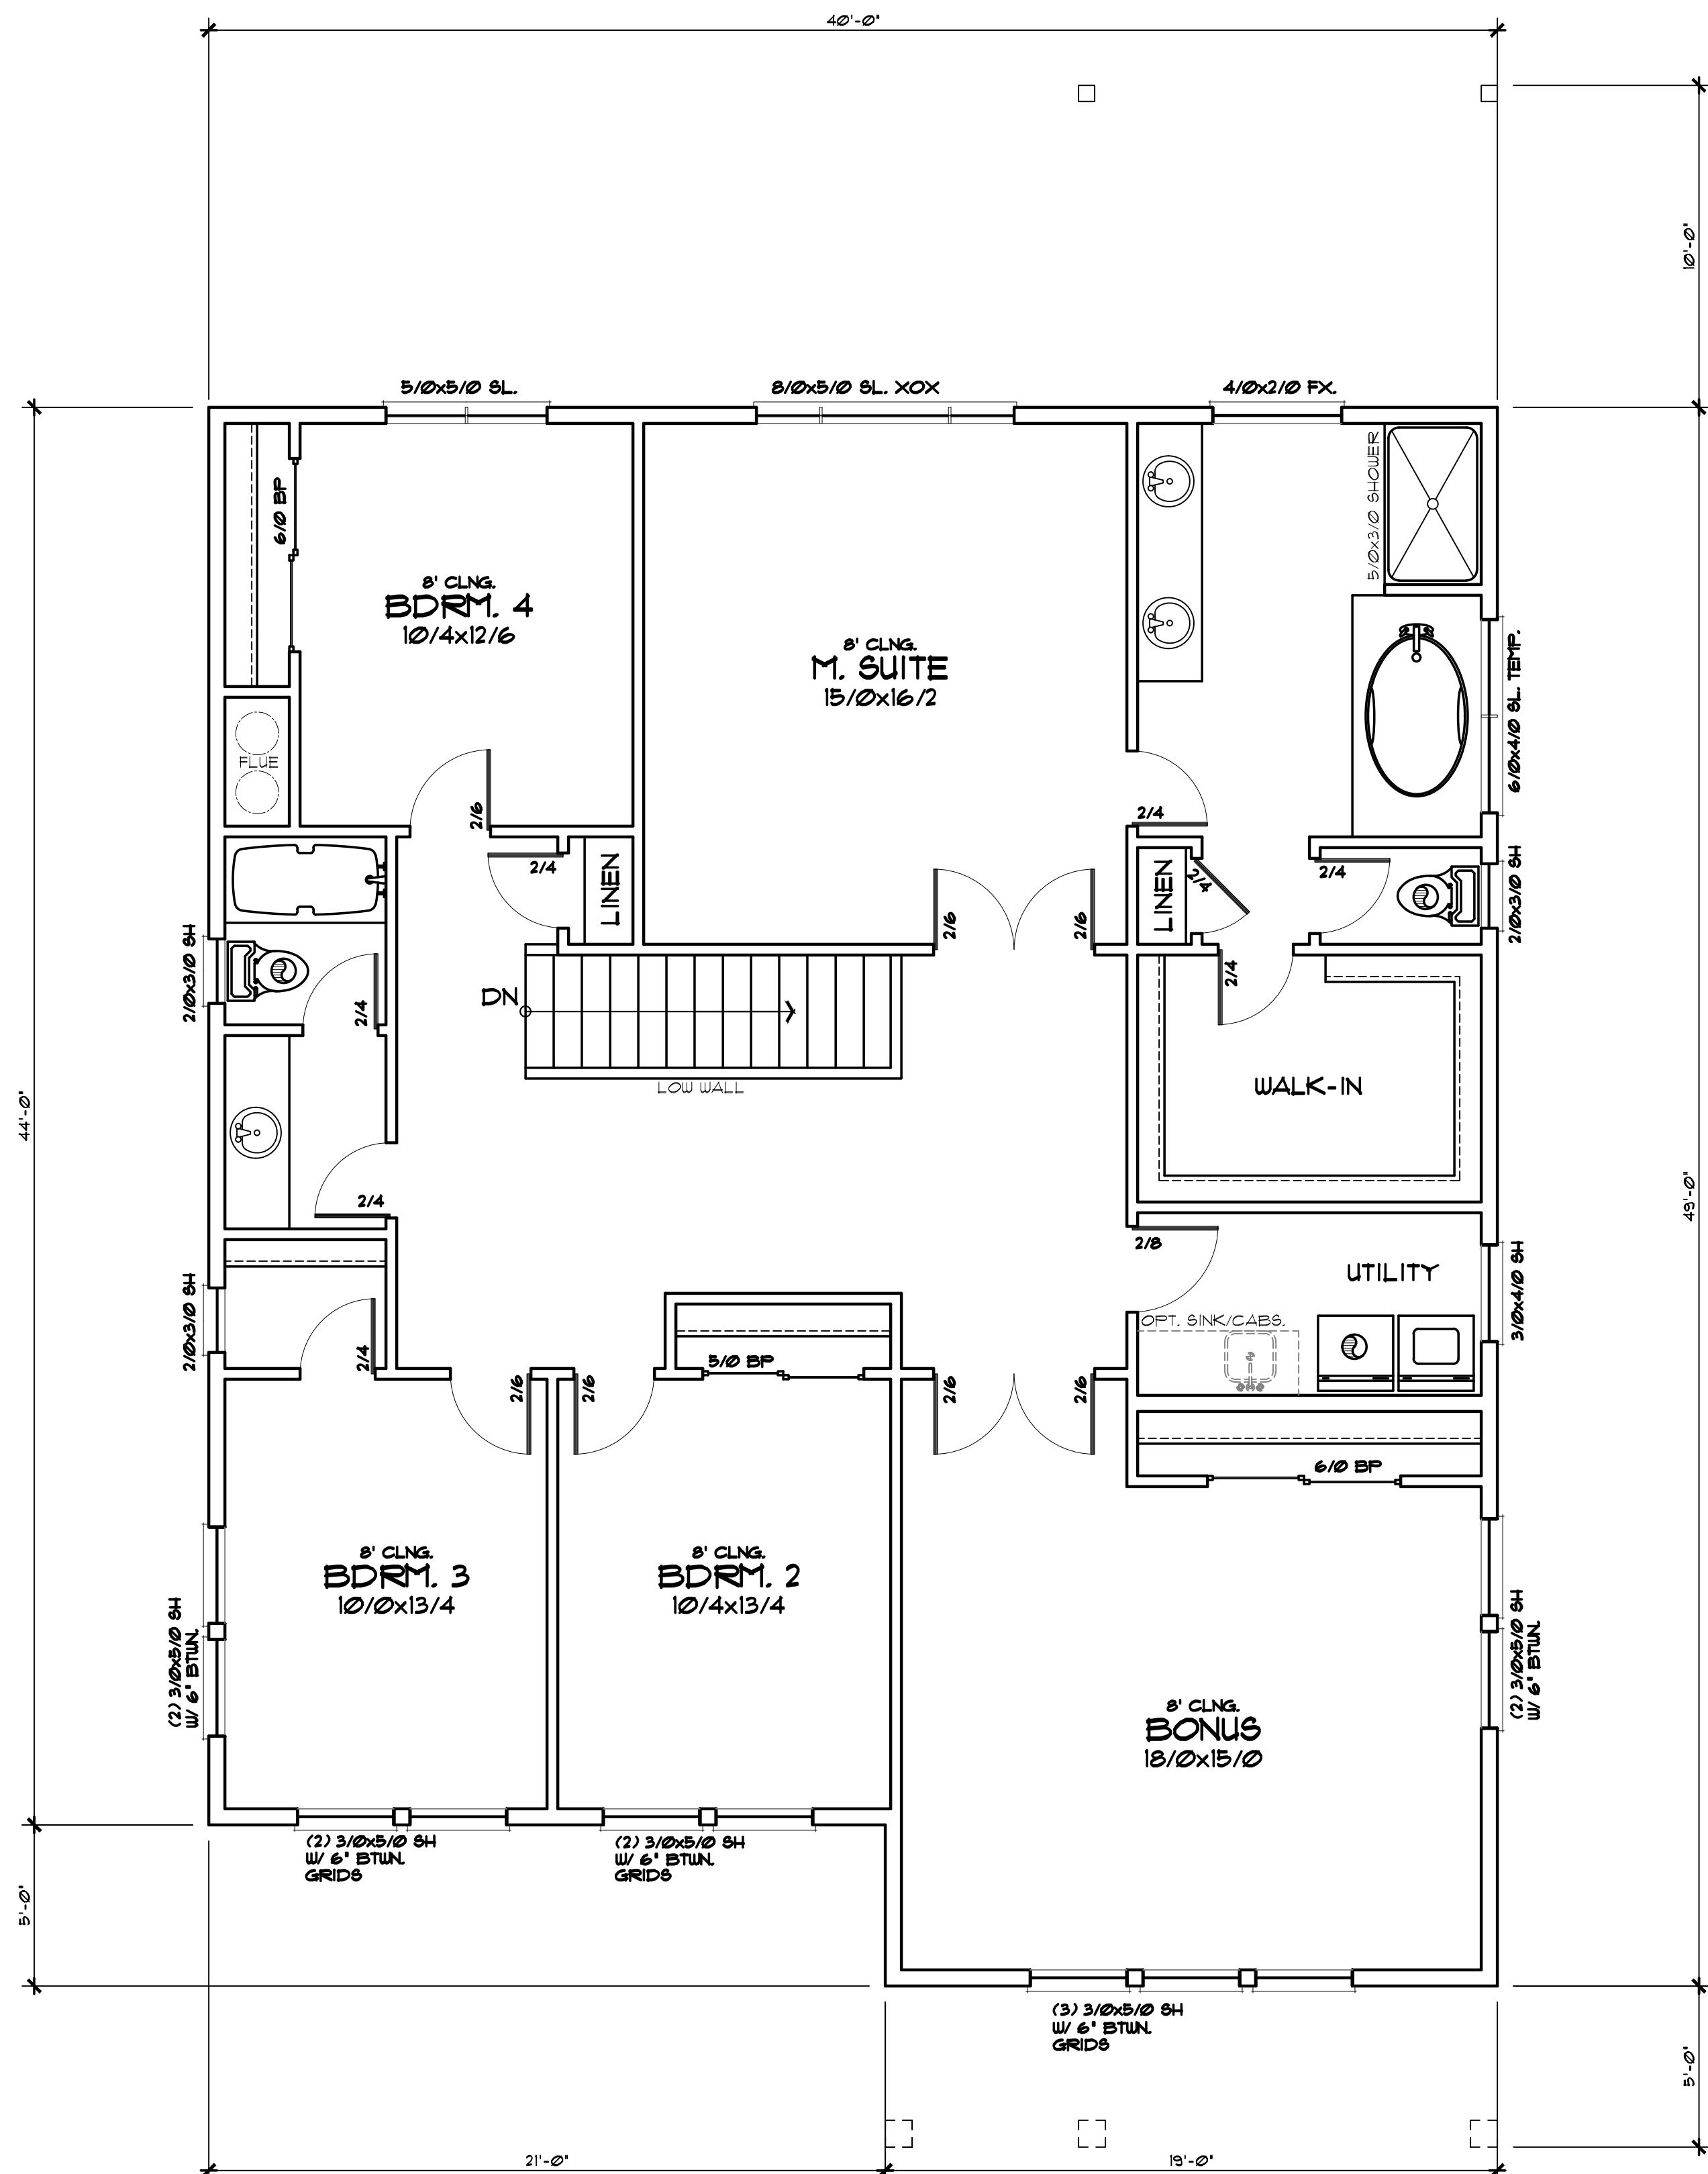 40'-0"
10'-0"
5/0x5/0 SL.
8/0x5/0 SL. XOX
4/0x2/0 FX.
5/0x3/0 SHOWER
6/0 BP
8' CLNG.
BDRM. 4
10/4x12/6
8' CLNG.
M. SUITE
15/0x16/2
6/0x4/0 SL. TEMP.
FLUE
2/6
2/4
2/4
LINEN
2/4
LINEN
2/4
2/0x3/0 SH
2/6
2/6
2/0x3/0 SH
2/4
DN
2/4
LOW WALL
WALK-IN
44'-0"
49'-0"
2/4
2/8
UTILITY
3/0x4/0 SH
2/0x3/0 SH
OPT. SINK/CABS.
2/4
5/0 BP
2/6
2/6
2/6
2/6
6/0 BP
8' CLNG.
BDRM. 3
10/0x13/4
8' CLNG.
BDRM. 2
10/4x13/4
(2) 3/0x5/0 SH
W/ 6" BTWN.
(2) 3/0x5/0 SH
W/ 6" BTWN.
8' CLNG.
BONUS
18/0x15/0
(2) 3/0x5/0 SH
W/ 6" BTWN.
GRIDS
(2) 3/0x5/0 SH
W/ 6" BTWN.
GRIDS
5'-0"
(3) 3/0x5/0 SH
W/ 6" BTWN.
GRIDS
5'-0"
21'-0"
19'-0"